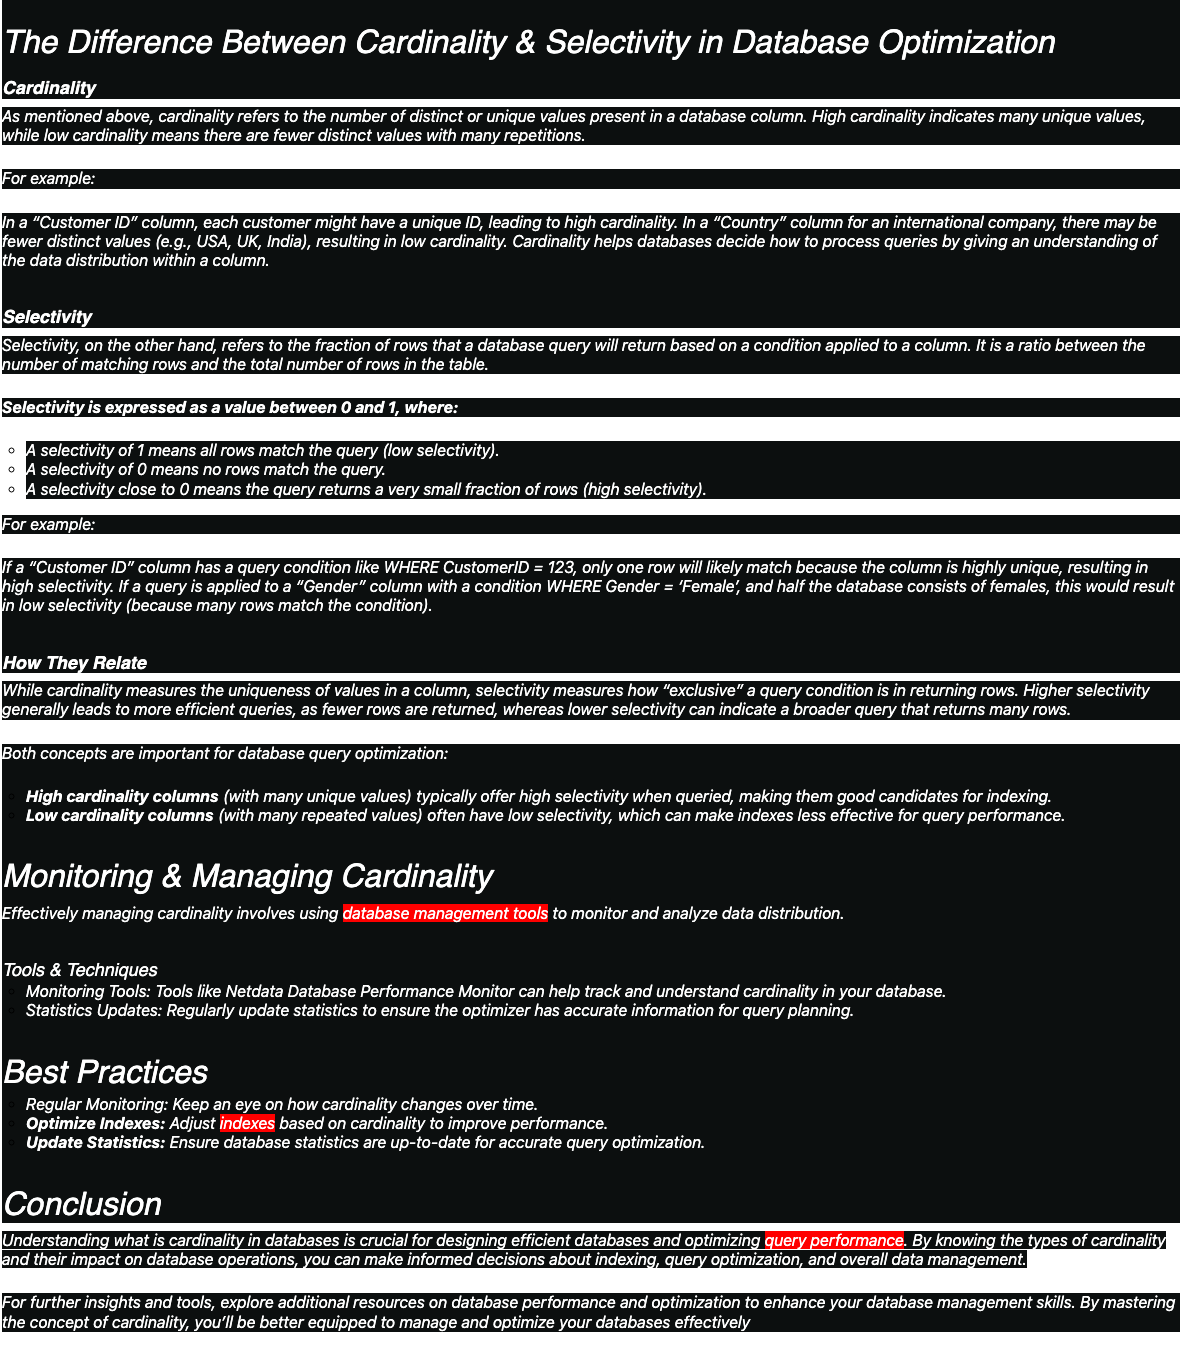 The Difference Between Cardinality & Selectivity in Database Optimization
Cardinality
As mentioned above, cardinality refers to the number of distinct or unique values present in a database column. High cardinality indicates many unique values,
while low cardinality means there are fewer distinct values with many repetitions.
For example:
In a “Customer ID” column, each customer might have a unique ID, leading to high cardinality. In a “Country” column for an international company, there may be
fewer distinct values (e.g., USA, UK, India), resulting in low cardinality. Cardinality helps databases decide how to process queries by giving an understanding of
the data distribution within a column.
Selectivity
Selectivity, on the other hand, refers to the fraction of rows that a database query will return based on a condition applied to a column. It is a ratio between the
number of matching rows and the total number of rows in the table.
Selectivity is expressed as a value between 0 and 1, where:
A selectivity of 1 means all rows match the query (low selectivity).
A selectivity of 0 means no rows match the query.
A selectivity close to 0 means the query returns a very small fraction of rows (high selectivity).
For example:
If a “Customer ID” column has a query condition like WHERE CustomerID = 123, only one row will likely match because the column is highly unique, resulting in
high selectivity. If a query is applied to a “Gender” column with a condition WHERE Gender = ‘Female’, and half the database consists of females, this would result
in low selectivity (because many rows match the condition).
How They Relate
While cardinality measures the uniqueness of values in a column, selectivity measures how “exclusive” a query condition is in returning rows. Higher selectivity
generally leads to more efficient queries, as fewer rows are returned, whereas lower selectivity can indicate a broader query that returns many rows.
Both concepts are important for database query optimization:
High cardinality columns (with many unique values) typically offer high selectivity when queried, making them good candidates for indexing.
Low cardinality columns (with many repeated values) often have low selectivity, which can make indexes less effective for query performance.
Monitoring & Managing Cardinality
Effectively managing cardinality involves using database management tools to monitor and analyze data distribution.
Tools & Techniques
Monitoring Tools: Tools like Netdata Database Performance Monitor can help track and understand cardinality in your database.
Statistics Updates: Regularly update statistics to ensure the optimizer has accurate information for query planning.
Best Practices
Regular Monitoring: Keep an eye on how cardinality changes over time.
Optimize Indexes: Adjust indexes based on cardinality to improve performance.
Update Statistics: Ensure database statistics are up-to-date for accurate query optimization.
Conclusion
Understanding what is cardinality in databases is crucial for designing efficient databases and optimizing query performance. By knowing the types of cardinality
and their impact on database operations, you can make informed decisions about indexing, query optimization, and overall data management.
For further insights and tools, explore additional resources on database performance and optimization to enhance your database management skills. By mastering
the concept of cardinality, you’ll be better equipped to manage and optimize your databases effectively